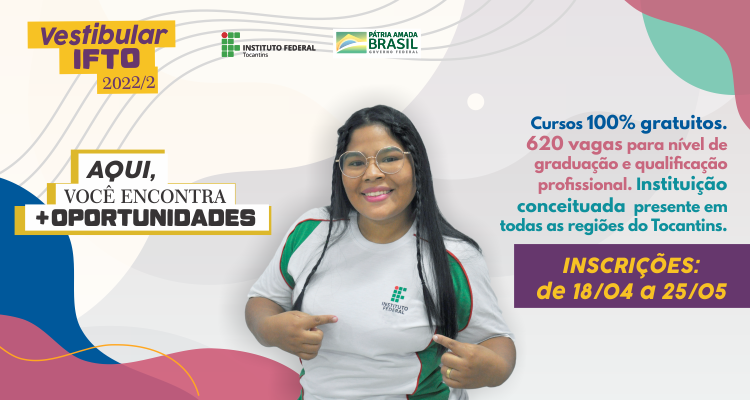 Vestibular
IFTO
2022/2
INSTITUTO FEDERAL
Tocantins
PÁTRIA AMADA
BRASIL
GOVERNO FEDERAL
AQUI,
VOCÊ ENCONTRA
+OPORTUNIDADES
Cursos 100% gratuitos.
620 vagas para nível de
graduação e qualificação
profissional. Instituição
conceituada presente em
todas as regiões do Tocantins.
INSCRIÇÕES:
de 18/04 a 25/05
INSTITUTO
FEDERAL